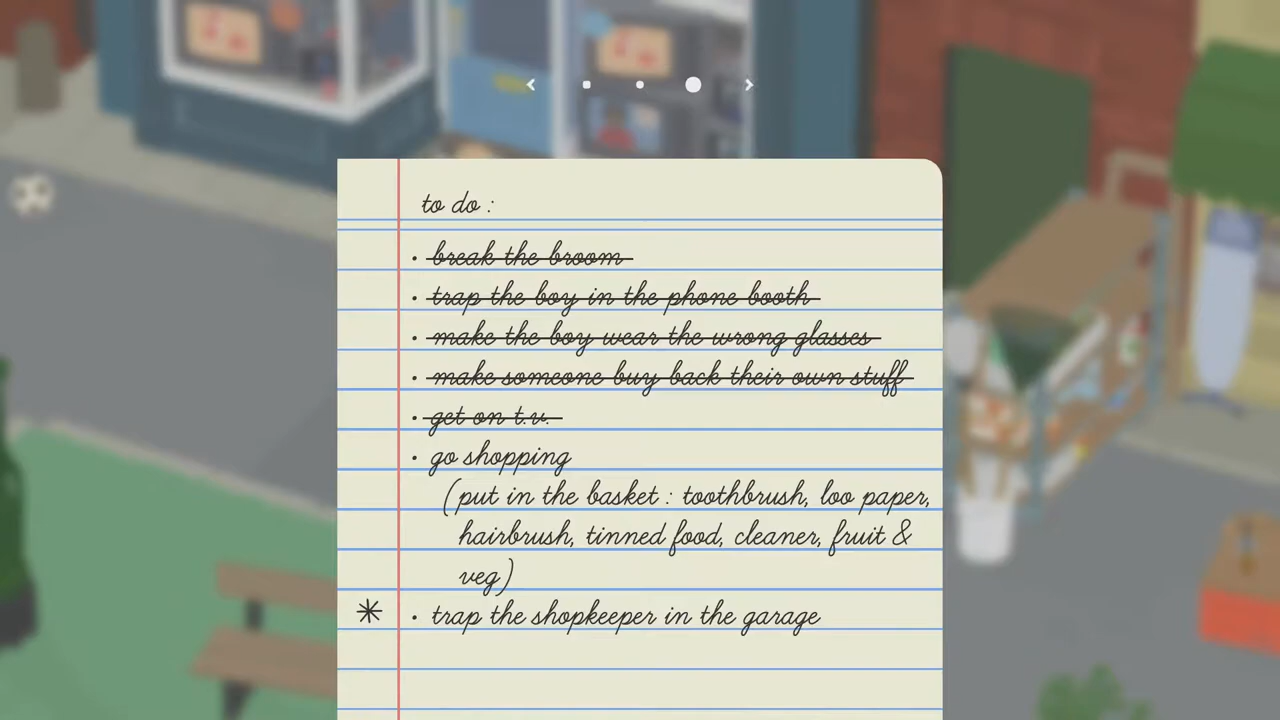 to do :
• break the broom
• trap the boy in the phone booth
• make the boy wear the wrong glasses
• make someone buy back their own stuff
• get on t.v.
• go shopping
(put in the basket : toothbrush, loo paper,
hairbrush, tinned food, cleaner, fruit &
veg)
• trap the shopkeeper in the garage